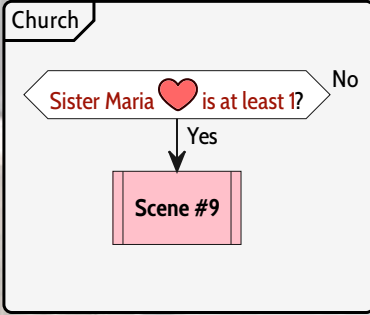 Church
Sister Maria is at least 1?
No
Yes
Scene #9